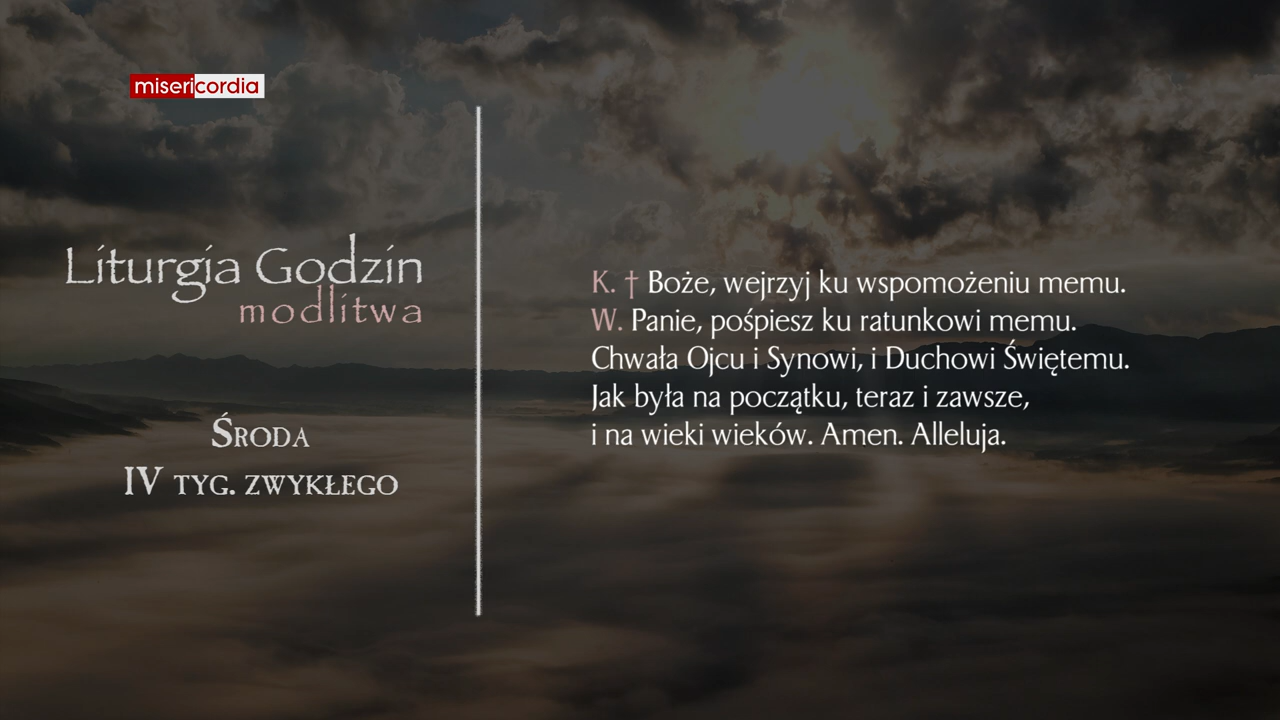 misericordia
Liturgia Godzin
modlitwa
Środa
IV tyg. zwykłego
K. † Boże, wejrzyj ku wspomożeniu memu.
W. Panie, pośpiesz ku ratunkowi memu.
Chwała Ojcu i Synowi, i Duchowi Świętemu.
Jak była na początku, teraz i zawsze,
i na wieki wieków. Amen. Alleluja.